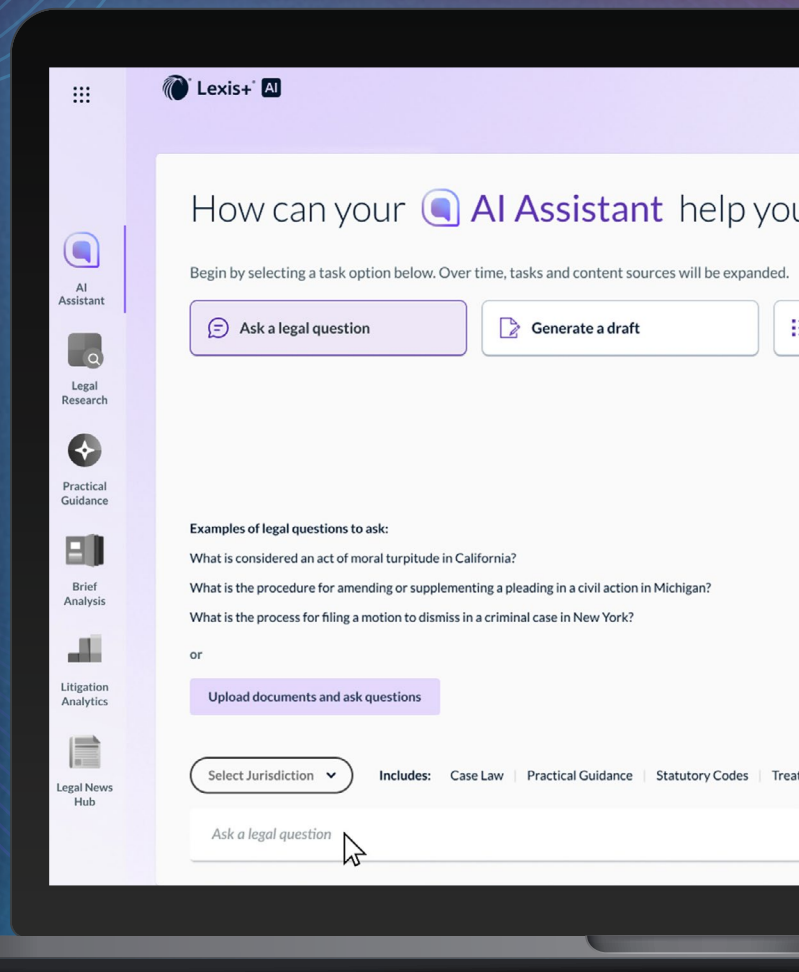 Lexis+ AI
How can your AI Assistant help
Begin by selecting a task option below. Over time, tasks and content sources will be expanded.
Ask a legal question
Generate a draft
AI
Assistant
Legal
Research
Practical
Guidance
Brief
Analysis
Litigation
Analytics
Legal News
Hub
Examples of legal questions to ask:
What is considered an act of moral turpitude in California?
What is the procedure for amending or supplementing a pleading in a civil action in Michigan?
What is the process for filing a motion to dismiss in a criminal case in New York?
or
Upload documents and ask questions
Select Jurisdiction
Includes: Case Law | Practical Guidance | Statutory Codes |
Ask a legal question